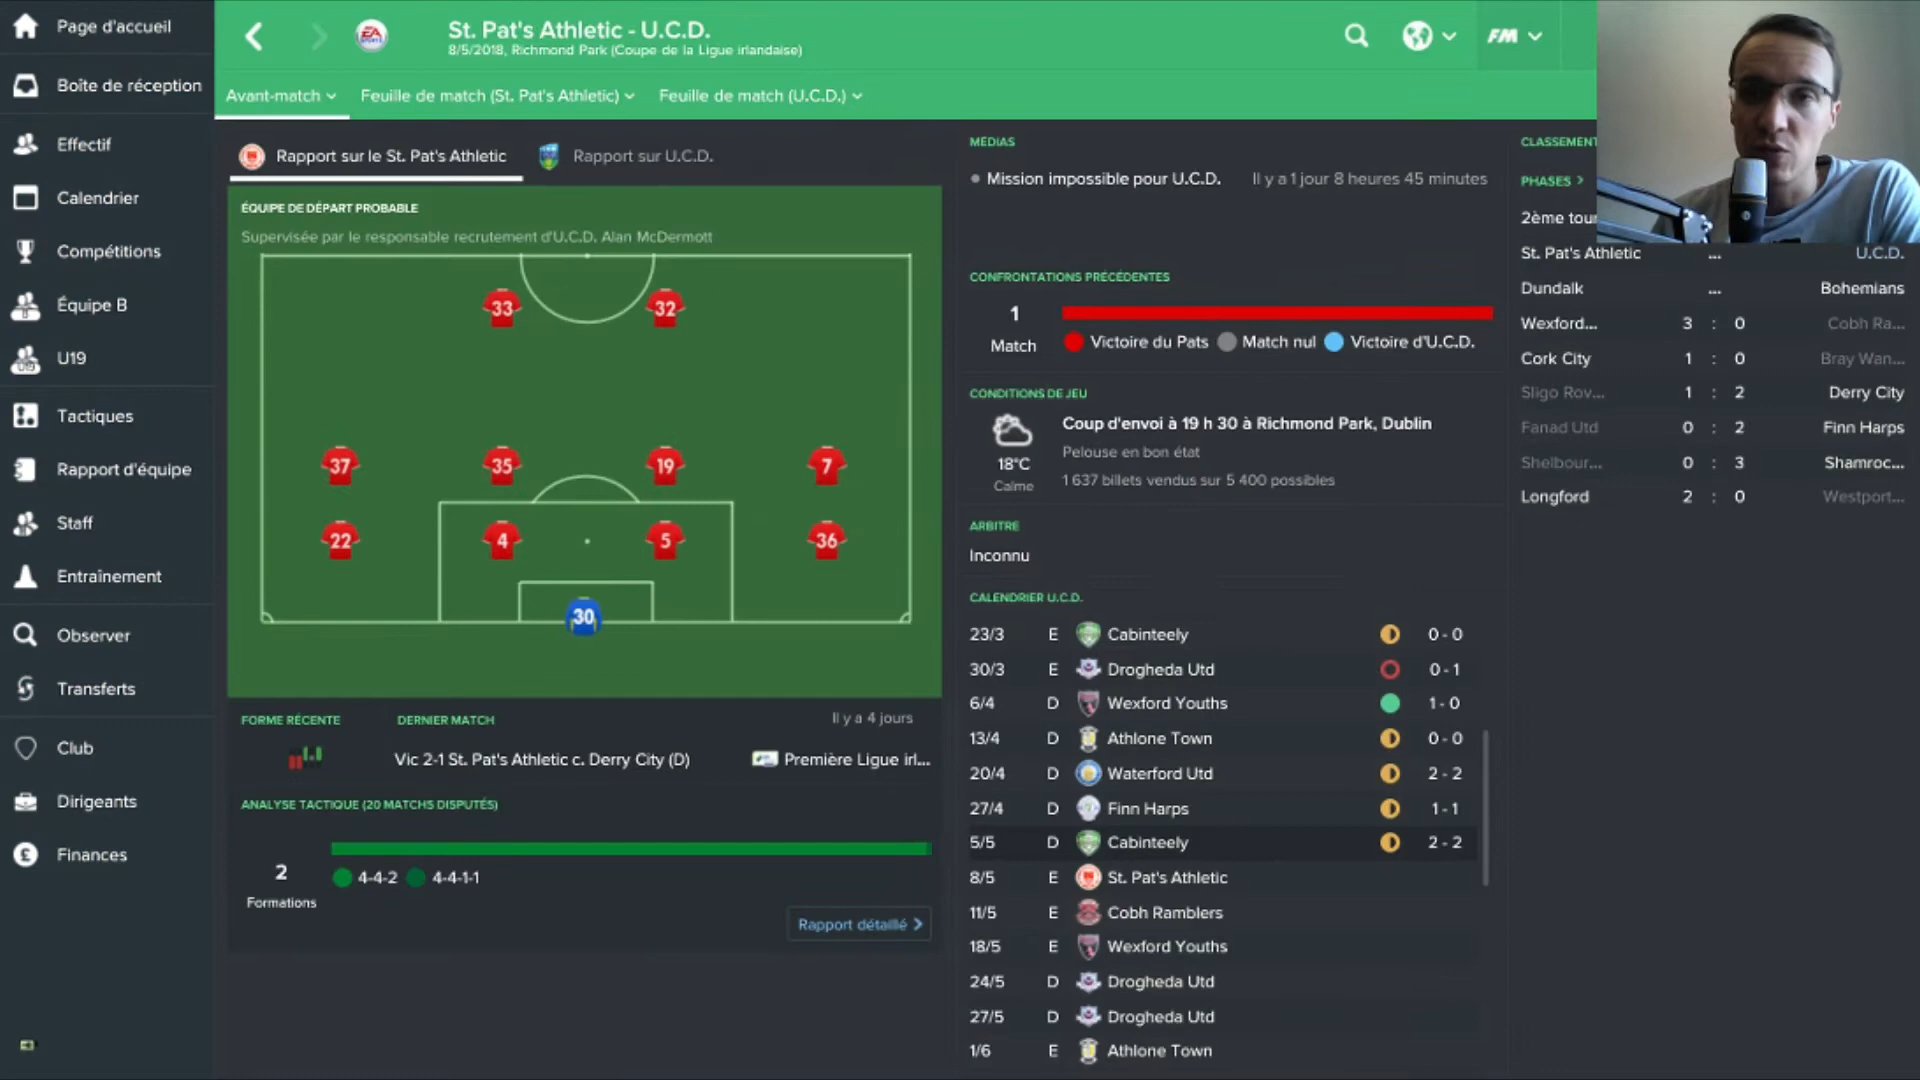 Page d'accueil
Boîte de réception
Effectif
Calendrier
Compétitions
Équipe B
U19
Tactiques
Rapport d'équipe
Staff
Entraînement
Observer
Transferts
Club
Dirigeants
Finances
St. Pat's Athletic - U.C.D.
8/5/2018, Richmond Park (Coupe de la Ligue irlandaise)
FM
Avant-match
Feuille de match (St. Pat's Athletic)
Feuille de match (U.C.D.)
Rapport sur le St. Pat's Athletic
Rapport sur U.C.D.
ÉQUIPE DE DÉPART PROBABLE
Supervisée par le responsable recrutement d'U.C.D. Alan McDermott
33 32
37 35 19 7
22 4 5 36
30
FORME RÉCENTE
DERNIER MATCH
Il y a 4 jours
Vic 2-1 St. Pat's Athletic c. Derry City (D)
Première Ligue irl...
ANALYSE TACTIQUE (20 MATCHS DISPUTÉS)
2
Formations
4-4-2
4-4-1-1
Rapport détaillé >
MÉDIAS
Mission impossible pour U.C.D.
Il y a 1 jour 8 heures 45 minutes
CONFRONTATIONS PRÉCÉDENTES
1
Match
Victoire du Pats
Match nul
Victoire d'U.C.D.
CONDITIONS DE JEU
18°C
Calme
Coup d'envoi à 19 h 30 à Richmond Park, Dublin
Pelouse en bon état
1 637 billets vendus sur 5 400 possibles
ARBITRE
Inconnu
CALENDRIER U.C.D.
23/3 E Cabinteely 0 - 0
30/3 E Drogheda Utd 0 - 1
6/4 D Wexford Youths 1 - 0
13/4 D Athlone Town 0 - 0
20/4 D Waterford Utd 2 - 2
27/4 D Finn Harps 1 - 1
5/5 D Cabinteely 2 - 2
8/5 E St. Pat's Athletic
11/5 E Cobh Ramblers
18/5 E Wexford Youths
24/5 D Drogheda Utd
27/5 D Drogheda Utd
1/6 E Athlone Town
CLASSEMENT
PHASES >
2ème tour
St. Pat's Athletic ... U.C.D.
Dundalk ... Bohemians
Wexford... 3 : 0 Cobh Ra...
Cork City 1 : 0 Bray Wan...
Sligo Rov... 1 : 2 Derry City
Fanad Utd 0 : 2 Finn Harps
Shelbour... 0 : 3 Shamroc...
Longford 2 : 0 Westport...